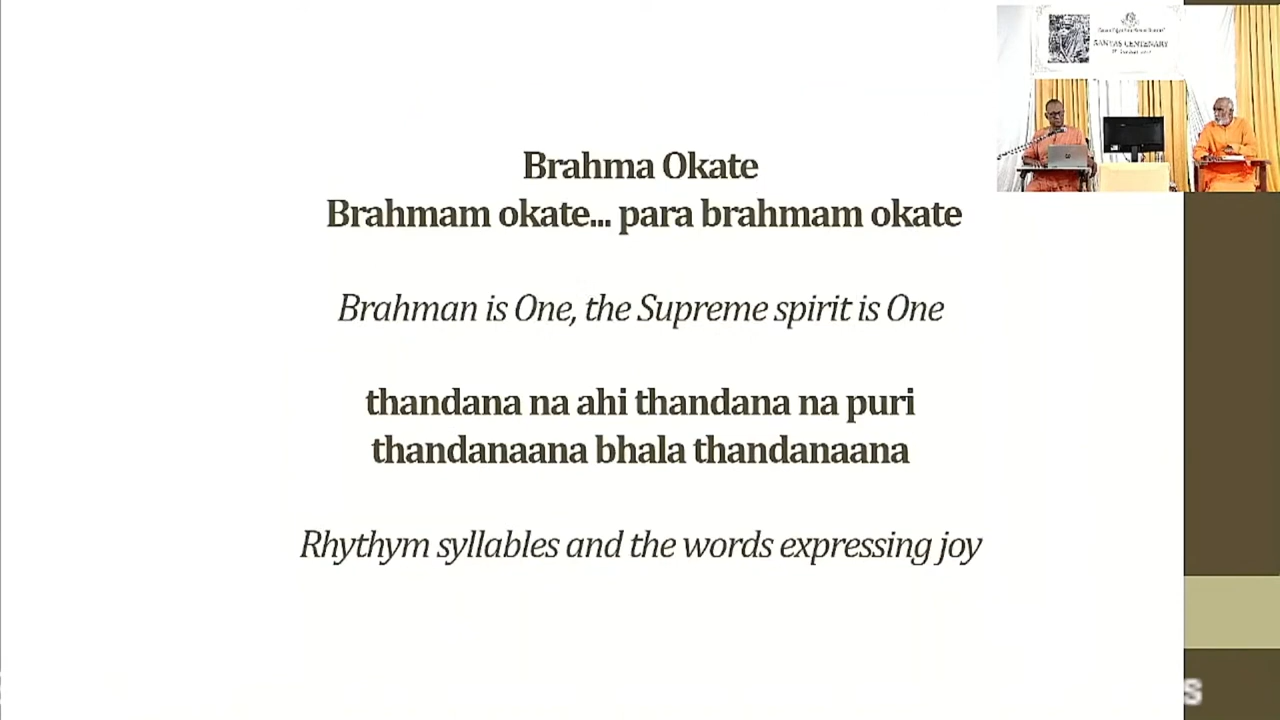 Brahma Okate
Brahmam okate... para brahmam okate
Brahman is One, the Supreme spirit is One
thandana na ahi thandana na puri
thandanaana bhala thandanaana
Rhythym syllables and the words expressing joy
CENTENARY
S